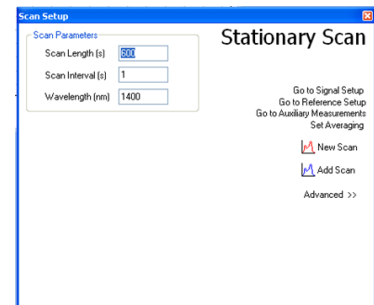 Scan Setup
Stationary Scan
Scan Parameters
Scan Length (s) 600
Scan Interval (s) 1
Wavelength (nm) 1400
Go to Signal Setup
Go to Reference Setup
Go to Auxiliary Measurements
Set Averaging
New Scan
Add Scan
Advanced >>